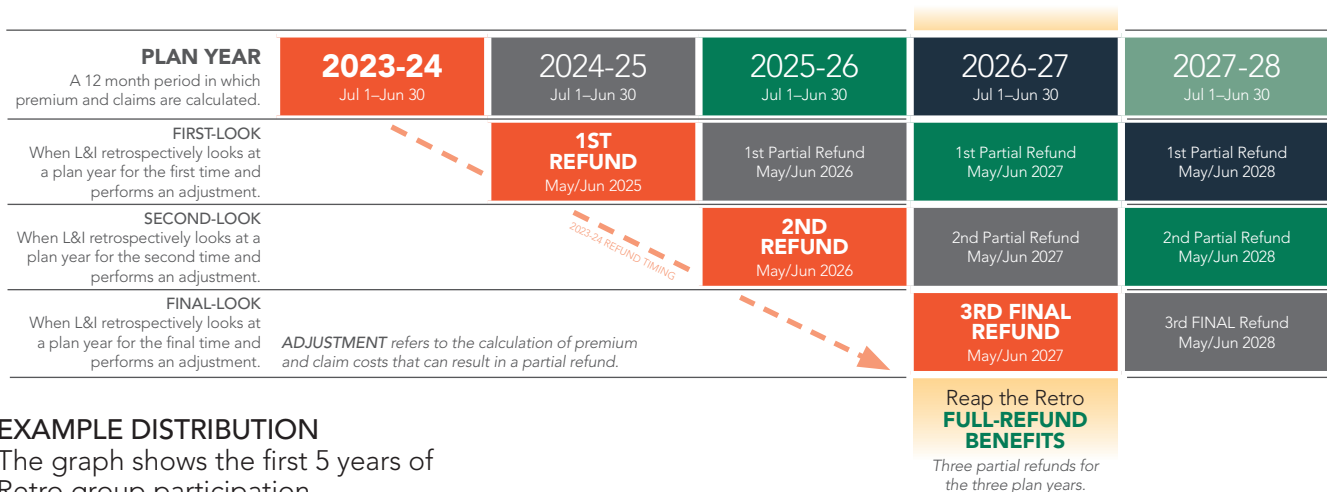 PLAN YEAR
A 12 month period in which
premium and claims are calculated.
2023-24
Jul 1–Jun 30
2024-25
Jul 1–Jun 30
2025-26
Jul 1–Jun 30
2026-27
Jul 1–Jun 30
2027-28
Jul 1–Jun 30
FIRST-LOOK
When L&I retrospectively looks at
a plan year for the first time and
performs an adjustment.
1ST
REFUND
May/Jun 2025
1st Partial Refund
May/Jun 2026
1st Partial Refund
May/Jun 2027
1st Partial Refund
May/Jun 2028
SECOND-LOOK
When L&I retrospectively looks at a
plan year for the second time and
performs an adjustment.
2023-24 REFUND TIMING
2ND
REFUND
May/Jun 2026
2nd Partial Refund
May/Jun 2027
2nd Partial Refund
May/Jun 2028
FINAL-LOOK
When L&I retrospectively looks at
a plan year for the final time and
performs an adjustment.
ADJUSTMENT refers to the calculation of premium
and claim costs that can result in a partial refund.
3RD FINAL
REFUND
May/Jun 2027
3rd FINAL Refund
May/Jun 2028
Reap the Retro
FULL-REFUND
BENEFITS
Three partial refunds for
the three plan years.
EXAMPLE DISTRIBUTION
The graph shows the first 5 years of
Retro group participation